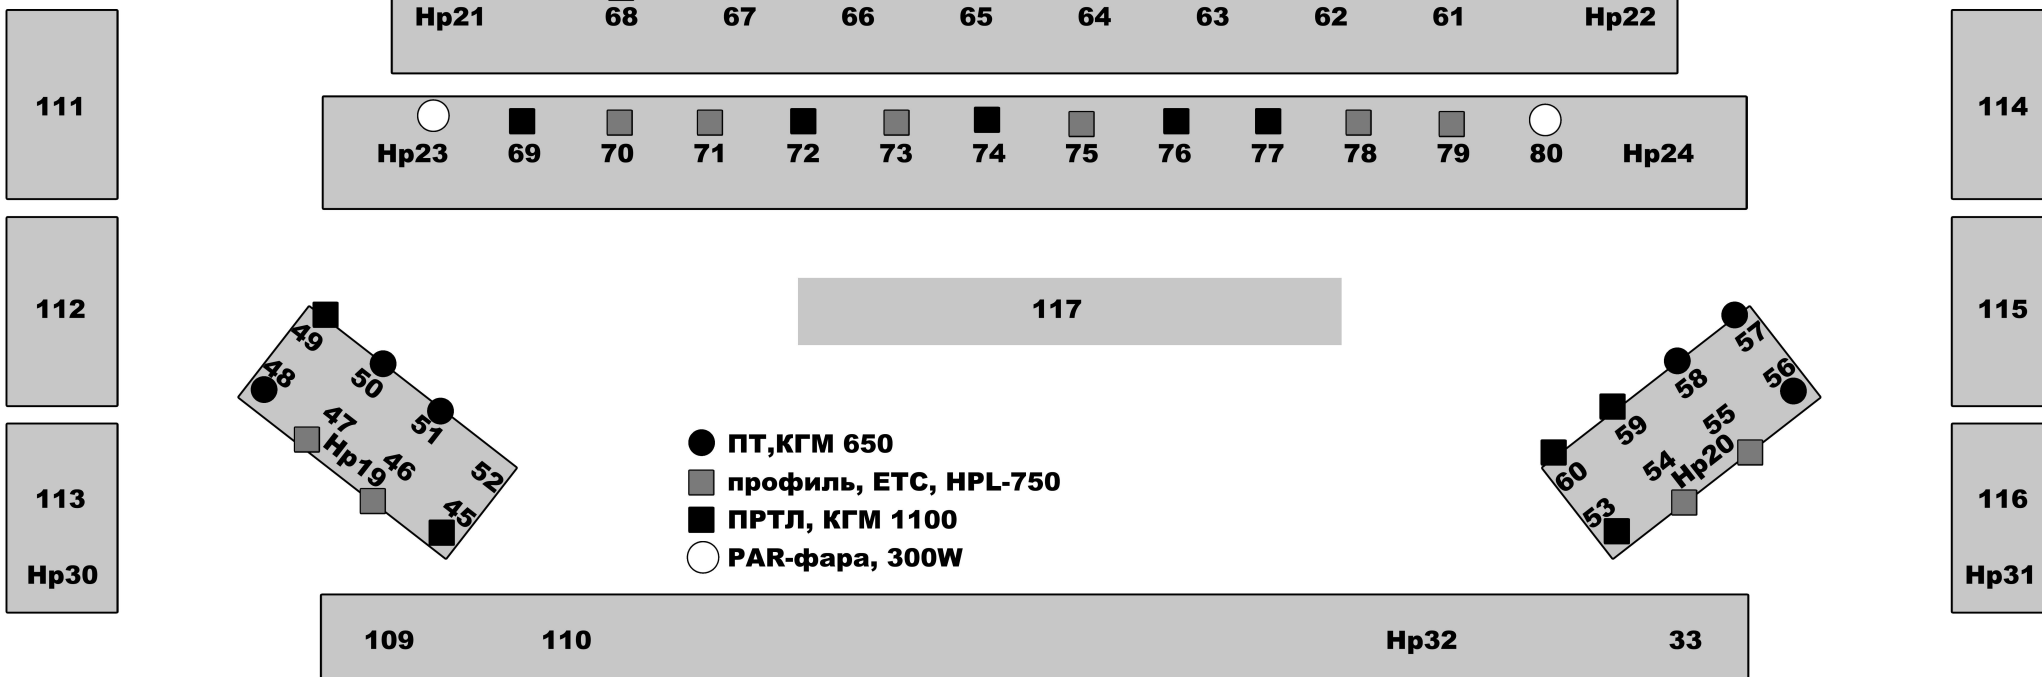 Нр21 68 67 66 65 64 63 62 61 Нр22
111 114
Нр23 69 70 71 72 73 74 75 76 77 78 79 80 Нр24
112 117 115
49 50 51 52
48 47 46 45
Нр19
57 58 59 60
56 55 54 53
Нр20
ПТ,КГМ 650
профиль, ETC, HPL-750
ПРТЛ, КГМ 1100
PAR-фара, 300W
113 116
Нр30 Нр31
109 110 Нр32 33